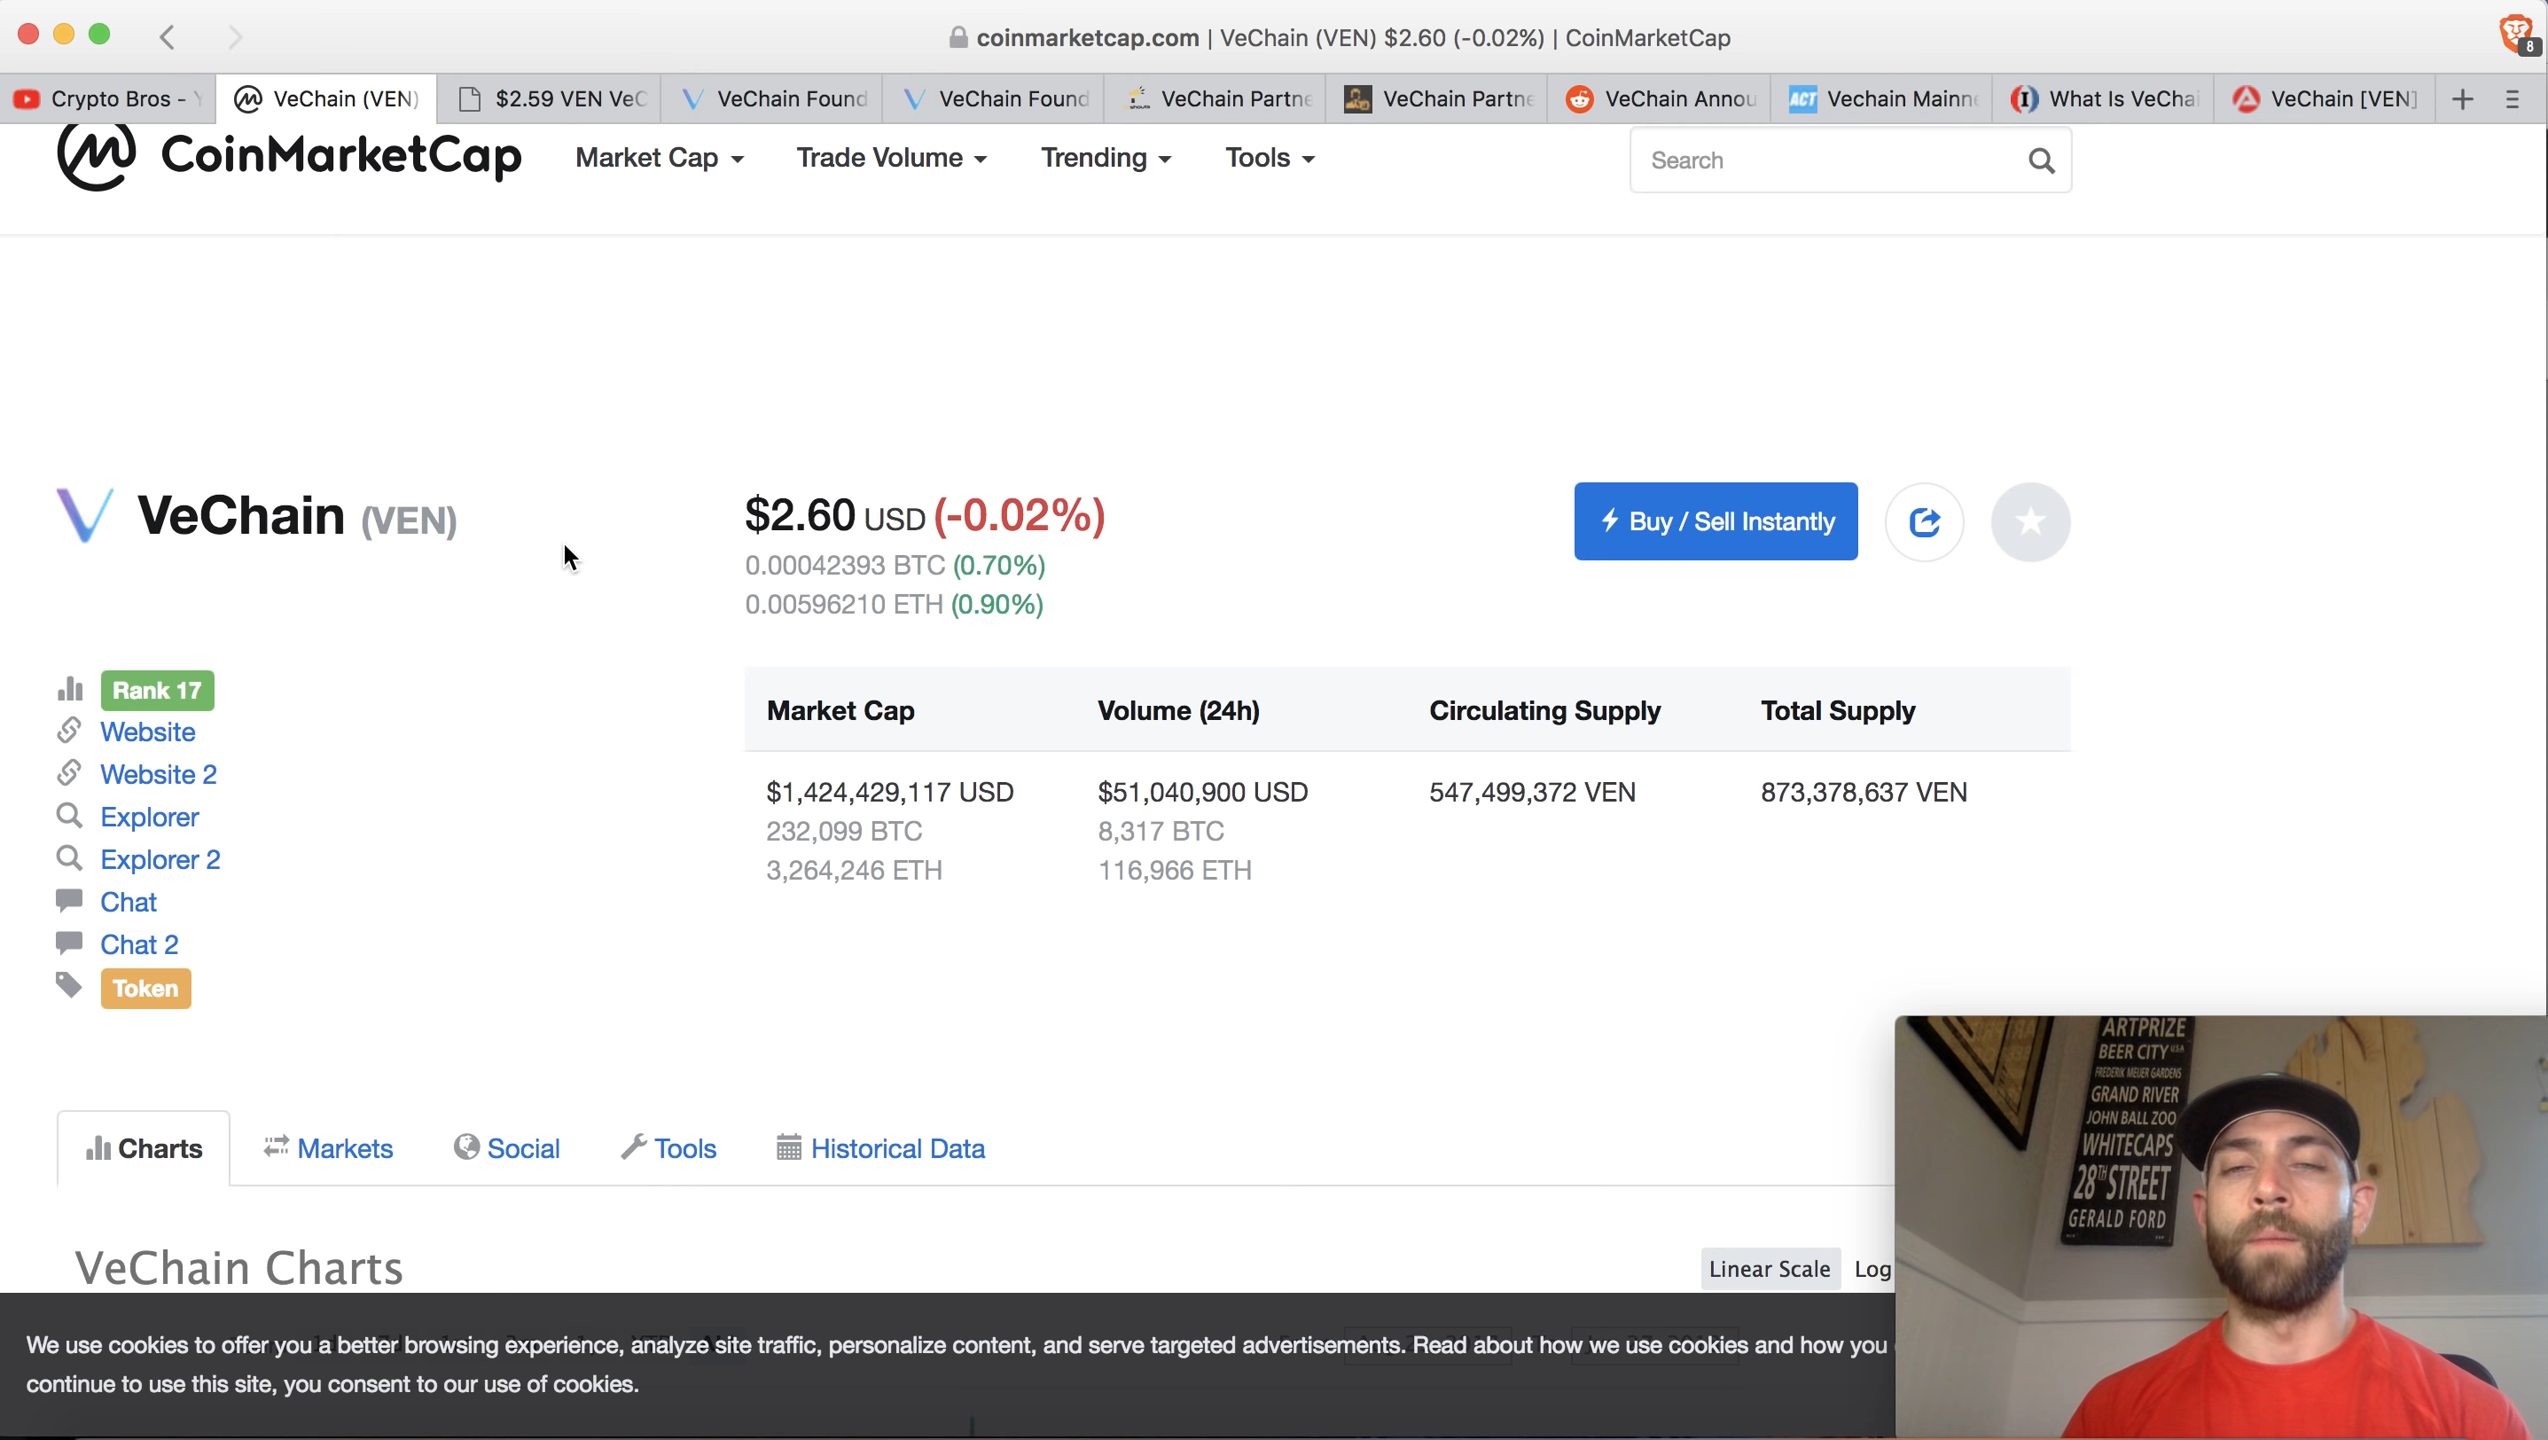 coinmarketcap.com | VeChain (VEN) $2.60 (-0.02%) | CoinMarketCap
8
Crypto Bros -
VeChain (VEN)
$2.59 VEN VeC
VeChain Found
VeChain Found
VeChain Partne
VeChain Partne
VeChain Annou
ACT Vechain Mainne
What Is VeChai
VeChain [VEN]
CoinMarketCap
Market Cap
Trade Volume
Trending
Tools
Search
VeChain (VEN)
$2.60 USD (-0.02%)
0.00042393 BTC (0.70%)
0.00596210 ETH (0.90%)
Buy / Sell Instantly
Rank 17
Website
Website 2
Explorer
Explorer 2
Chat
Chat 2
Token
Market Cap Volume (24h) Circulating Supply Total Supply
$1,424,429,117 USD $51,040,900 USD 547,499,372 VEN 873,378,637 VEN
232,099 BTC 8,317 BTC
3,264,246 ETH 116,966 ETH
Charts
Markets
Social
Tools
Historical Data
VeChain Charts
Linear Scale Log
We use cookies to offer you a better browsing experience, analyze site traffic, personalize content, and serve targeted advertisements. Read about how we use cookies and how you
continue to use this site, you consent to our use of cookies.
ARTPRIZE
BEER CITY USA
FREDERIK MEIJER GARDENS
GRAND RIVER
JOHN BALL ZOO
WHITECAPS
28TH STREET
GERALD FORD